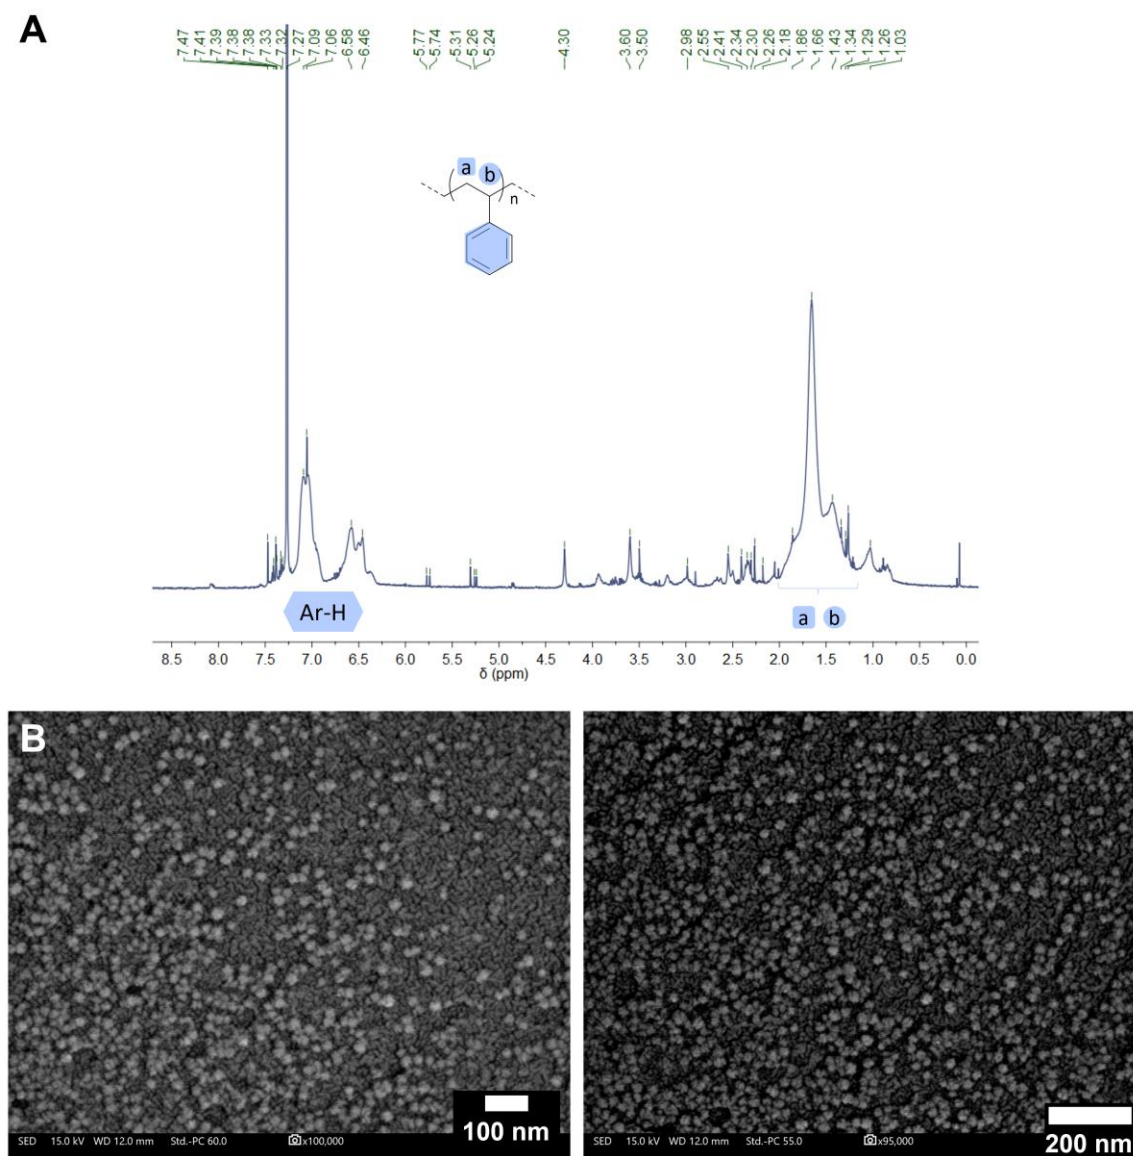 A
7.47 7.41 7.39 7.38 7.38 7.33 7.32 7.27 7.09 7.06 6.58 6.46 5.77 5.74 5.31 5.26 5.24 4.30 3.60 3.50 2.98 2.55 2.41 2.34 2.30 2.26 2.18 1.86 1.66 1.43 1.34 1.29 1.26 1.03
a b
n
Ar-H a b
8.5 8.0 7.5 7.0 6.5 6.0 5.5 5.0 4.5 4.0 3.5 3.0 2.5 2.0 1.5 1.0 0.5 0.0
δ (ppm)
B
100 nm
SED 15.0 kV WD 12.0 mm Std.-PC 60.0 x100,000
200 nm
SED 15.0 kV WD 12.0 mm Std.-PC 55.0 x95,000